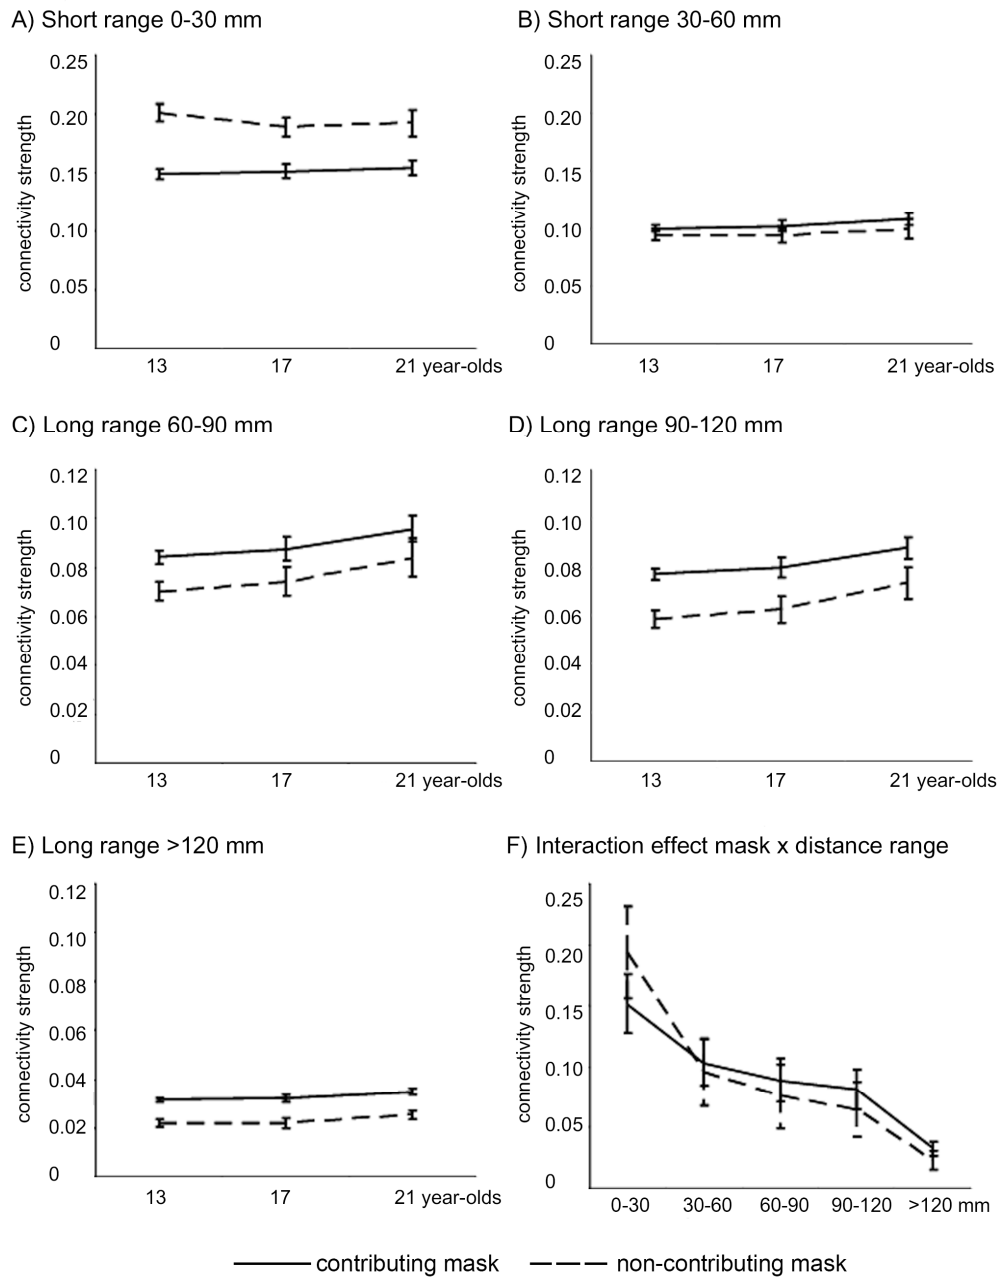 A) Short range 0-30 mm
connectivity strength
0.25
0.20
0.15
0.10
0.05
0
13 17 21 year-olds
B) Short range 30-60 mm
connectivity strength
0.25
0.20
0.15
0.10
0.05
0
13 17 21 year-olds
C) Long range 60-90 mm
connectivity strength
0.12
0.10
0.08
0.06
0.04
0.02
0
13 17 21 year-olds
D) Long range 90-120 mm
connectivity strength
0.12
0.10
0.08
0.06
0.04
0.02
0
13 17 21 year-olds
E) Long range >120 mm
connectivity strength
0.12
0.10
0.08
0.06
0.04
0.02
0
13 17 21 year-olds
F) Interaction effect mask x distance range
connectivity strength
0.25
0.20
0.15
0.10
0.05
0
0-30 30-60 60-90 90-120 >120 mm
contributing mask non-contributing mask